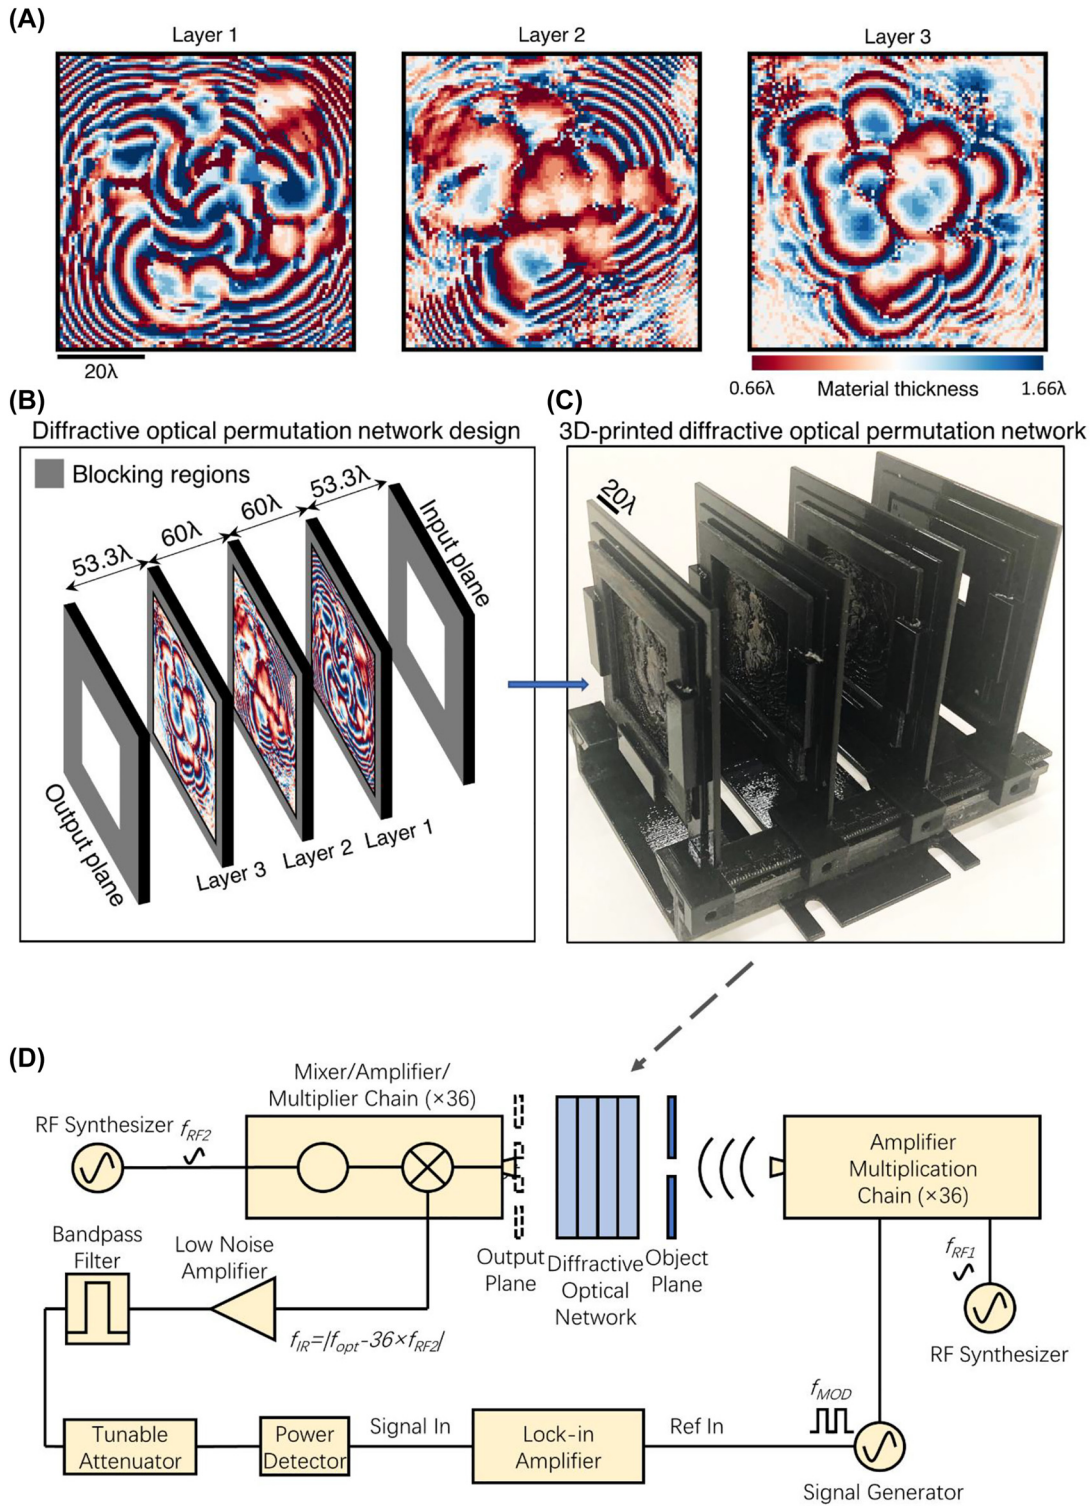 (A)
Layer 1
Layer 2
Layer 3
20λ
0.66λ Material thickness 1.66λ
(B)
Diffractive optical permutation network design
Blocking regions
53.3λ
60λ
60λ
53.3λ
Input plane
Output plane
Layer 3
Layer 2
Layer 1
(C)
3D-printed diffractive optical permutation network
20λ
(D)
Mixer/Amplifier/
Multiplier Chain (×36)
RF Synthesizer
fRF2
Amplifier
Multiplication
Chain (×36)
Bandpass
Filter
Low Noise
Amplifier
Output
Plane
Diffractive
Optical
Network
Object
Plane
fRF1
RF Synthesizer
fIR=|fopt-36×fRF2|
fMOD
Tunable
Attenuator
Power
Detector
Signal In
Lock-in
Amplifier
Ref In
Signal Generator